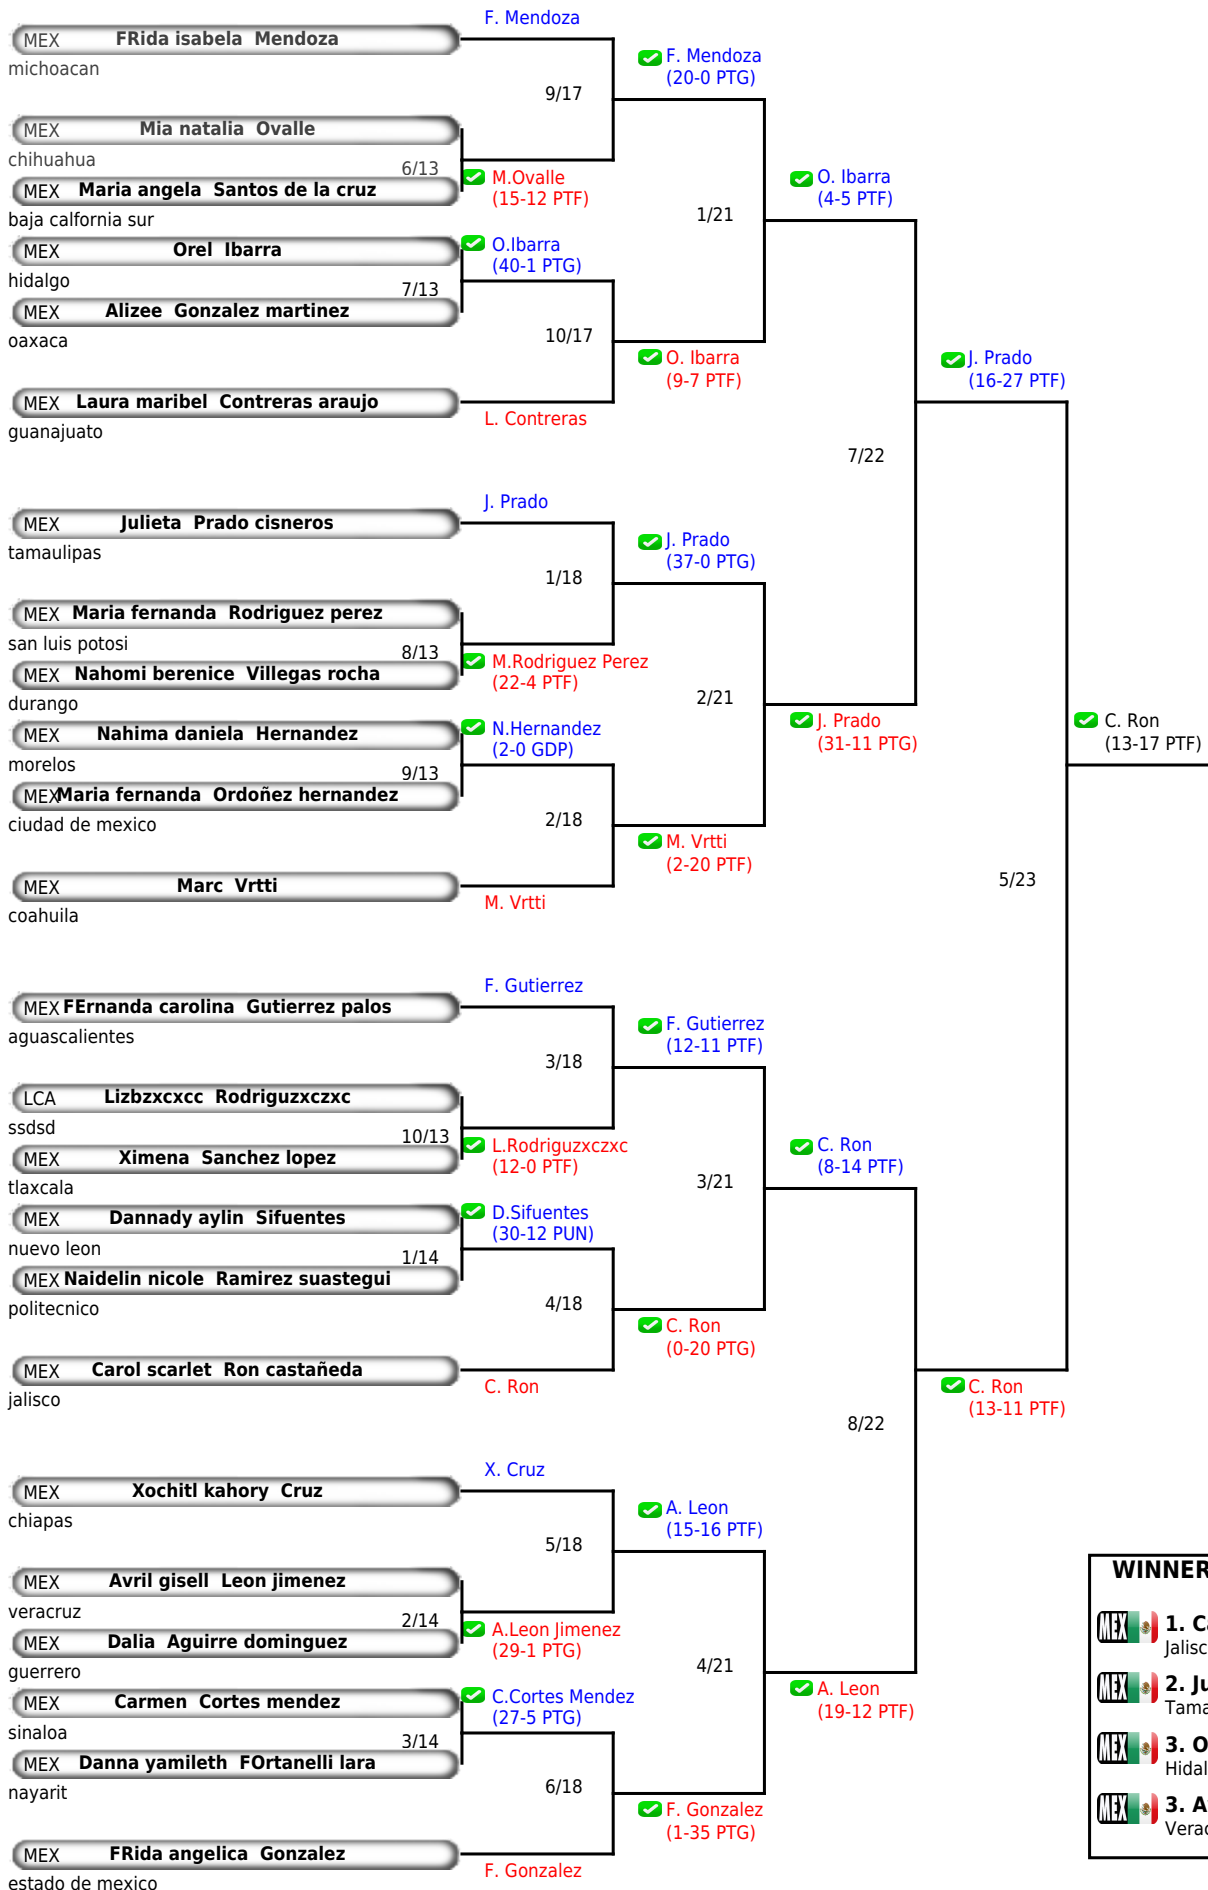 F. Mendoza
MEX FRida isabela Mendoza
michoacan
F. Mendoza
(20-0 PTG)
9/17
MEX Mia natalia Ovalle
chihuahua
6/13
MEX Maria angela Santos de la cruz
baja calfornia sur
M.Ovalle
(15-12 PTF)
O. Ibarra
(4-5 PTF)
1/21
MEX Orel Ibarra
hidalgo
O.Ibarra
(40-1 PTG)
7/13
MEX Alizee Gonzalez martinez
oaxaca
10/17
O. Ibarra
(9-7 PTF)
J. Prado
(16-27 PTF)
MEX Laura maribel Contreras araujo
guanajuato
L. Contreras
7/22
J. Prado
MEX Julieta Prado cisneros
tamaulipas
J. Prado
(37-0 PTG)
1/18
MEX Maria fernanda Rodriguez perez
san luis potosi
8/13
MEX Nahomi berenice Villegas rocha
durango
M.Rodriguez Perez
(22-4 PTF)
2/21
MEX Nahima daniela Hernandez
morelos
N.Hernandez
(2-0 GDP)
J. Prado
(31-11 PTG)
C. Ron
(13-17 PTF)
9/13
MEX Maria fernanda Ordoñez hernandez
ciudad de mexico
2/18
M. Vrtti
(2-20 PTF)
MEX Marc Vrtti
coahuila
M. Vrtti
5/23
F. Gutierrez
MEX FErnanda carolina Gutierrez palos
aguascalientes
F. Gutierrez
(12-11 PTF)
3/18
LCA Lizbzxcxcc Rodriguzxczxc
ssdsd
10/13
MEX Ximena Sanchez lopez
tlaxcala
L.Rodriguzxczxc
(12-0 PTF)
C. Ron
(8-14 PTF)
3/21
MEX Dannady aylin Sifuentes
nuevo leon
D.Sifuentes
(30-12 PUN)
1/14
MEX Naidelin nicole Ramirez suastegui
politecnico
4/18
C. Ron
(0-20 PTG)
MEX Carol scarlet Ron castañeda
jalisco
C. Ron
C. Ron
(13-11 PTF)
8/22
X. Cruz
MEX Xochitl kahory Cruz
chiapas
A. Leon
(15-16 PTF)
5/18
MEX Avril gisell Leon jimenez
veracruz
2/14
MEX Dalia Aguirre dominguez
guerrero
A.Leon Jimenez
(29-1 PTG)
4/21
MEX Carmen Cortes mendez
sinaloa
C.Cortes Mendez
(27-5 PTG)
A. Leon
(19-12 PTF)
3/14
MEX Danna yamileth FOrtanelli lara
nayarit
6/18
F. Gonzalez
(1-35 PTG)
MEX FRida angelica Gonzalez
estado de mexico
F. Gonzalez
WINNER
MEX 1. Ca
Jalisc
MEX 2. Ju
Tama
MEX 3. O
Hidal
MEX 3. A
Verac